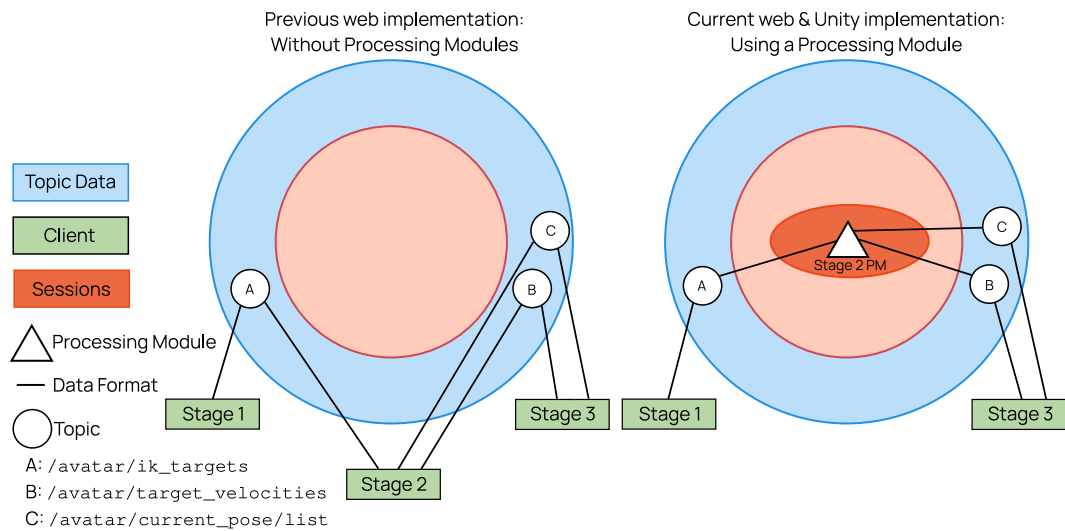 Previous web implementation:
Without Processing Modules
Current web & Unity implementation:
Using a Processing Module
Topic Data
Client
Sessions
Processing Module
Data Format
Topic
A: /avatar/ik_targets
B: /avatar/target_velocities
C: /avatar/current_pose/list
A
B
C
Stage 1
Stage 2
Stage 3
Stage 2 PM
A
B
C
Stage 1
Stage 3